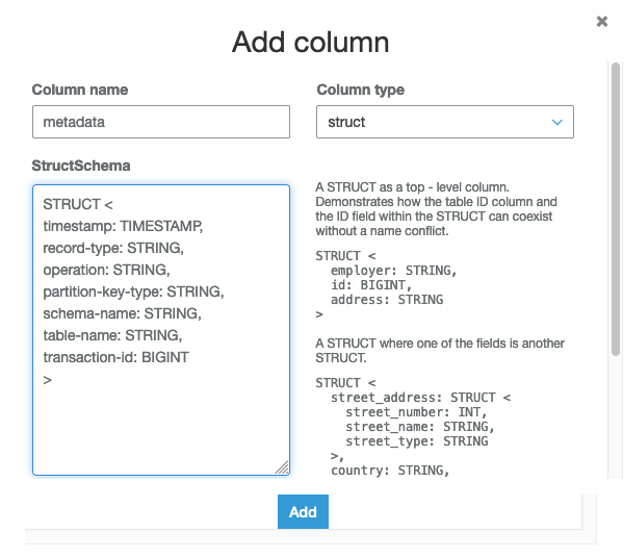 Add column
Column name
Column type
metadata
struct
StructSchema
STRUCT <
timestamp: TIMESTAMP,
record-type: STRING,
operation: STRING,
partition-key-type: STRING,
schema-name: STRING,
table-name: STRING,
transaction-id: BIGINT
>
A STRUCT as a top - level column.
Demonstrates how the table ID column and
the ID field within the STRUCT can coexist
without a name conflict.
STRUCT <
  employer: STRING,
  id: BIGINT,
  address: STRING
>
A STRUCT where one of the fields is another
STRUCT.
STRUCT <
  street_address: STRUCT <
    street_number: INT,
    street_name: STRING,
    street_type: STRING
  >,
  country: STRING,
Add